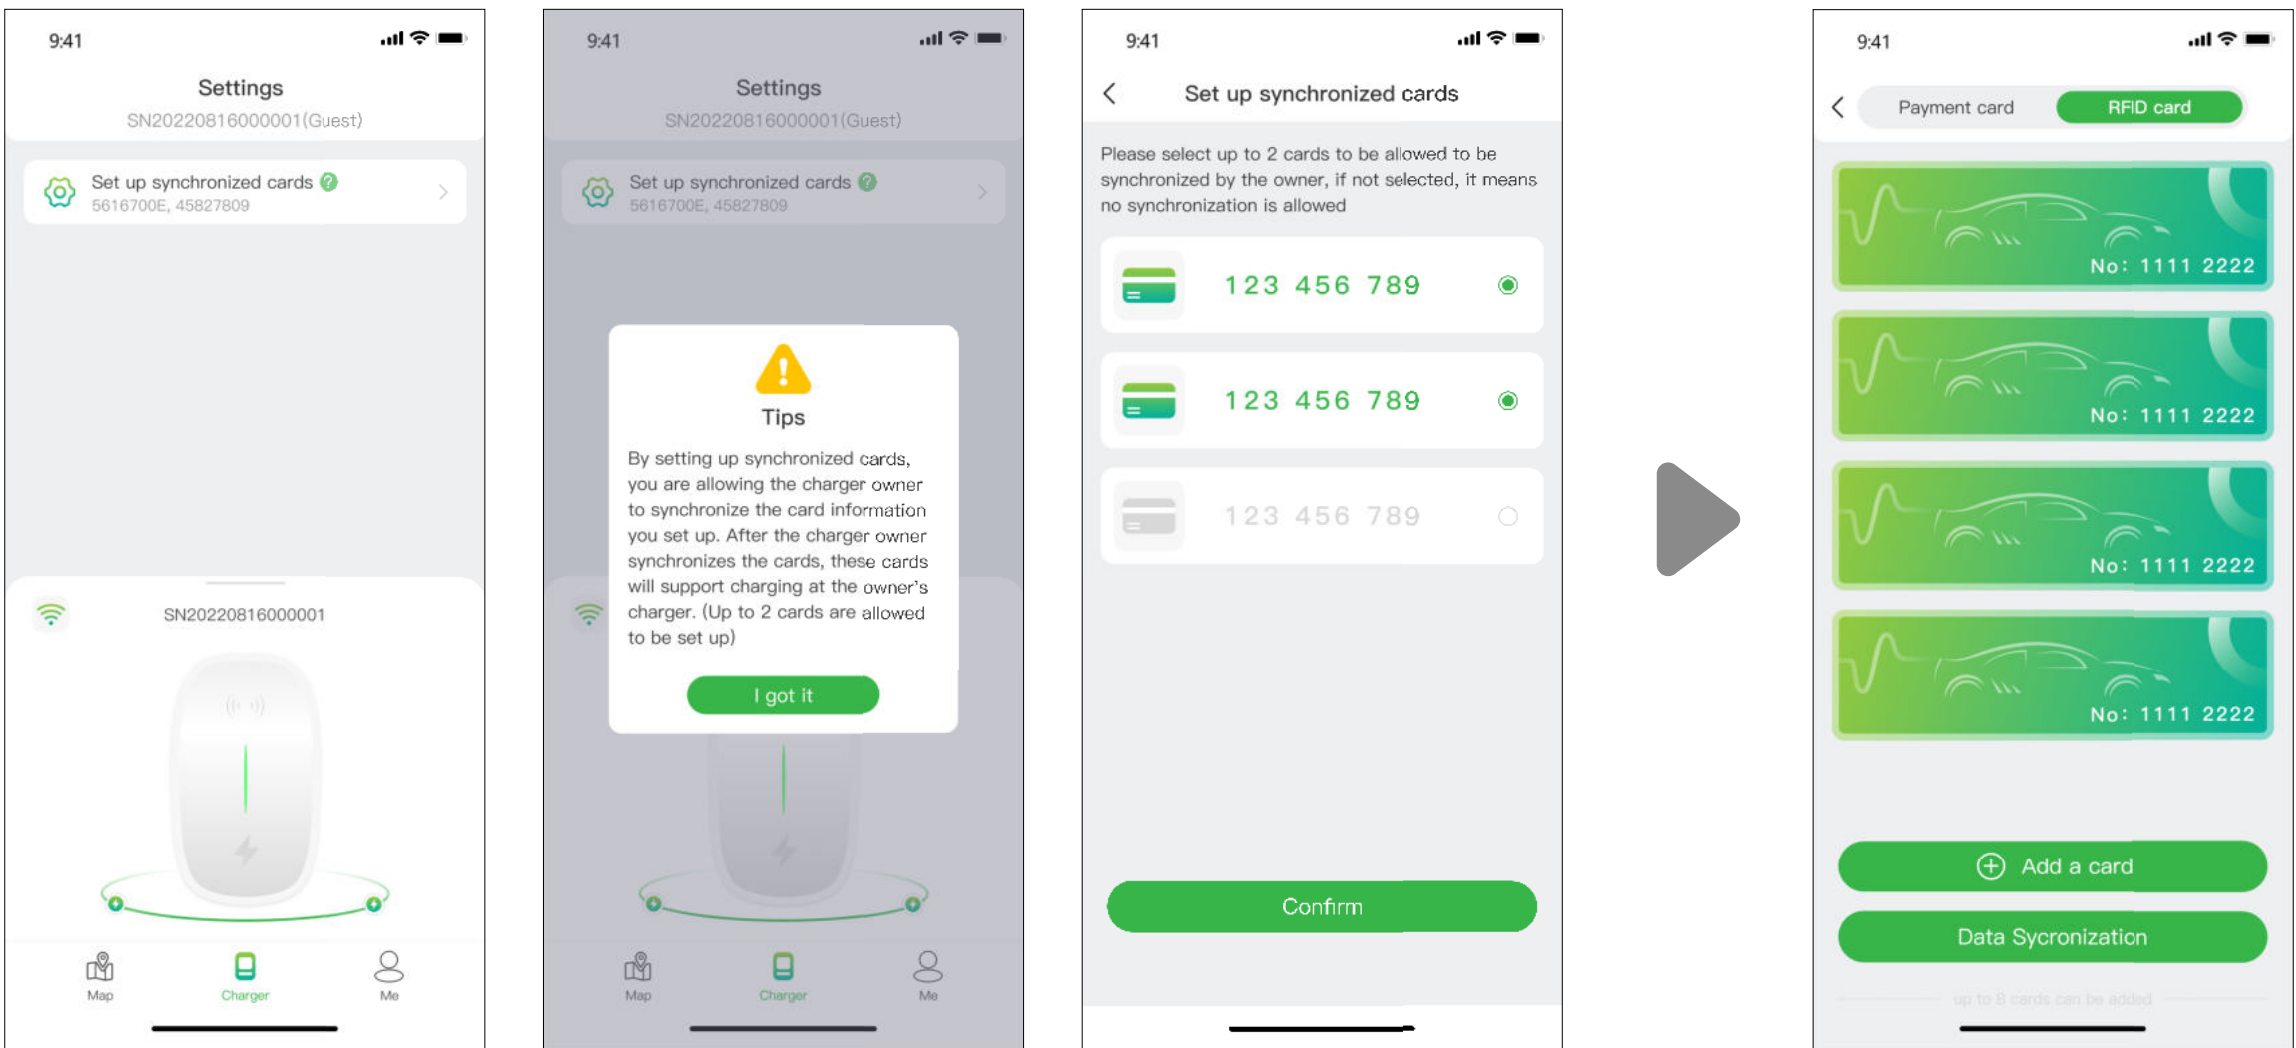 9:41
Settings
SN20220816000001(Guest)
Set up synchronized cards ?
5616700E, 45827809
SN20220816000001
Map
Charger
Me
9:41
Settings
SN20220816000001(Guest)
Set up synchronized cards ?
5616700E, 45827809
Tips
By setting up synchronized cards,
you are allowing the charger owner
to synchronize the card information
you set up. After the charger owner
synchronizes the cards, these cards
will support charging at the owner's
charger. (Up to 2 cards are allowed
to be set up)
I got it
Map
Charger
Me
9:41
Set up synchronized cards
Please select up to 2 cards to be allowed to be
synchronized by the owner, if not selected, it means
no synchronization is allowed
123 456 789
123 456 789
123 456 789
Confirm
9:41
Payment card
RFID card
No: 1111 2222
No: 1111 2222
No: 1111 2222
No: 1111 2222
Add a card
Data Sycronization
up to 8 cards can be added